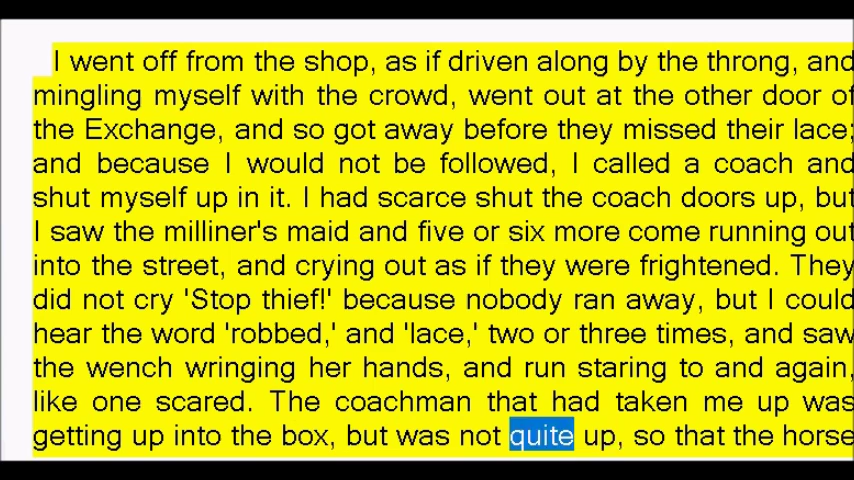 I went off from the shop, as if driven along by the throng, and
mingling myself with the crowd, went out at the other door of
the Exchange, and so got away before they missed their lace;
and because I would not be followed, I called a coach and
shut myself up in it. I had scarce shut the coach doors up, but
I saw the milliner's maid and five or six more come running out
into the street, and crying out as if they were frightened. They
did not cry 'Stop thief!' because nobody ran away, but I could
hear the word 'robbed,' and 'lace,' two or three times, and saw
the wench wringing her hands, and run staring to and again,
like one scared. The coachman that had taken me up was
getting up into the box, but was not quite up, so that the horse